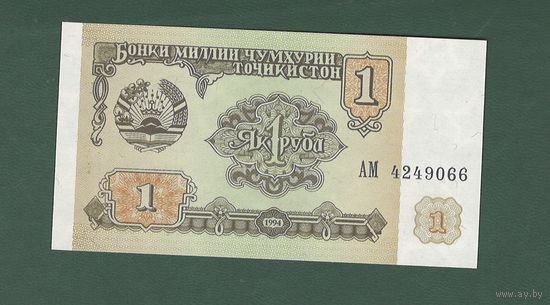 БОНКИ МИЛЛИИ ҶУМҲУРИИ
ТОҶИКИСТОН
1
1
ЯК РУБЛ
АМ 4249066
1
1994
1
www.ay.by